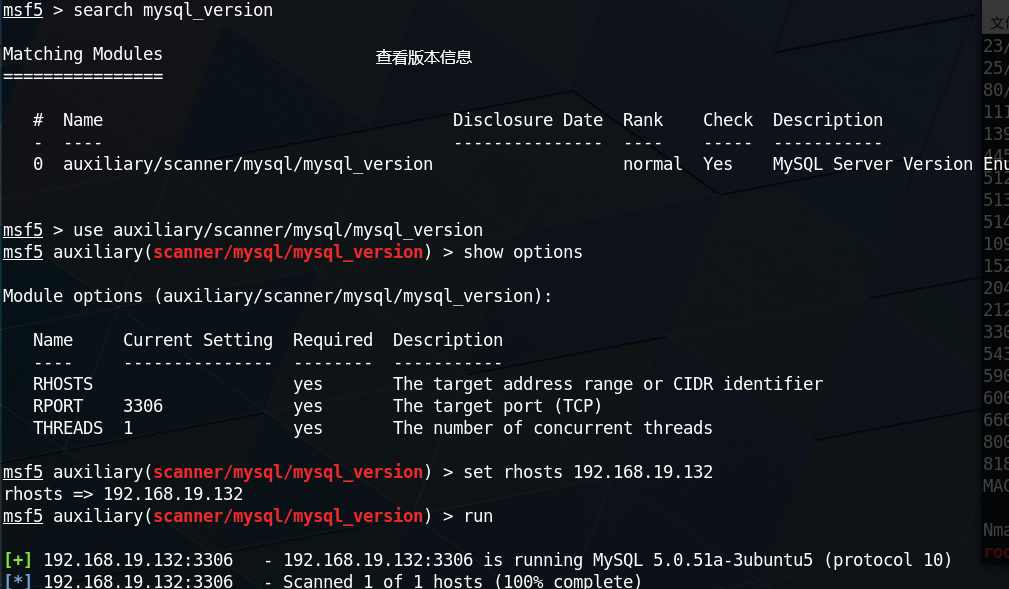 msf5 > search mysql_version
Matching Modules
================
查看版本信息
# Name Disclosure Date Rank Check Description
- ---- --------------- ---- ----- -----------
0 auxiliary/scanner/mysql/mysql_version normal Yes MySQL Server Version Enu
msf5 > use auxiliary/scanner/mysql/mysql_version
msf5 auxiliary(scanner/mysql/mysql_version) > show options
Module options (auxiliary/scanner/mysql/mysql_version):
Name Current Setting Required Description
---- --------------- -------- -----------
RHOSTS yes The target address range or CIDR identifier
RPORT 3306 yes The target port (TCP)
THREADS 1 yes The number of concurrent threads
msf5 auxiliary(scanner/mysql/mysql_version) > set rhosts 192.168.19.132
rhosts => 192.168.19.132
msf5 auxiliary(scanner/mysql/mysql_version) > run
[+] 192.168.19.132:3306 - 192.168.19.132:3306 is running MySQL 5.0.51a-3ubuntu5 (protocol 10)
[*] 192.168.19.132:3306 - Scanned 1 of 1 hosts (100% complete)
23/
25/
80/
111
139
445
512
513
514
109
152
204
212
330
543
590
600
666
800
818
MAC
Nma
roo